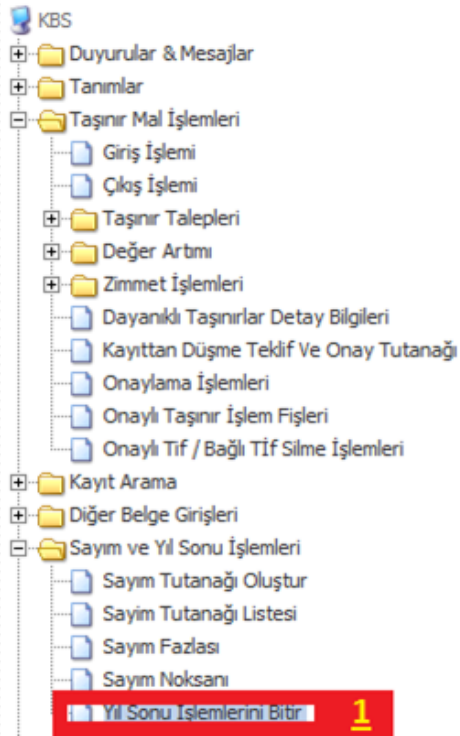 KBS
Duyurular & Mesajlar
Tanımlar
Taşınır Mal İşlemleri
Giriş İşlemi
Çıkış İşlemi
Taşınır Talepleri
Değer Artımı
Zimmet İşlemleri
Dayanıklı Taşınırlar Detay Bilgileri
Kayıttan Düşme Teklif Ve Onay Tutanağı
Onaylama İşlemleri
Onaylı Taşınır İşlem Fişleri
Onaylı Tif / Bağlı Tİf Silme İşlemleri
Kayıt Arama
Diğer Belge Girişleri
Sayım ve Yıl Sonu İşlemleri
Sayım Tutanağı Oluştur
Sayim Tutanağı Listesi
Sayım Fazlası
Sayım Noksanı
Yıl Sonu İşlemlerini Bitir 1